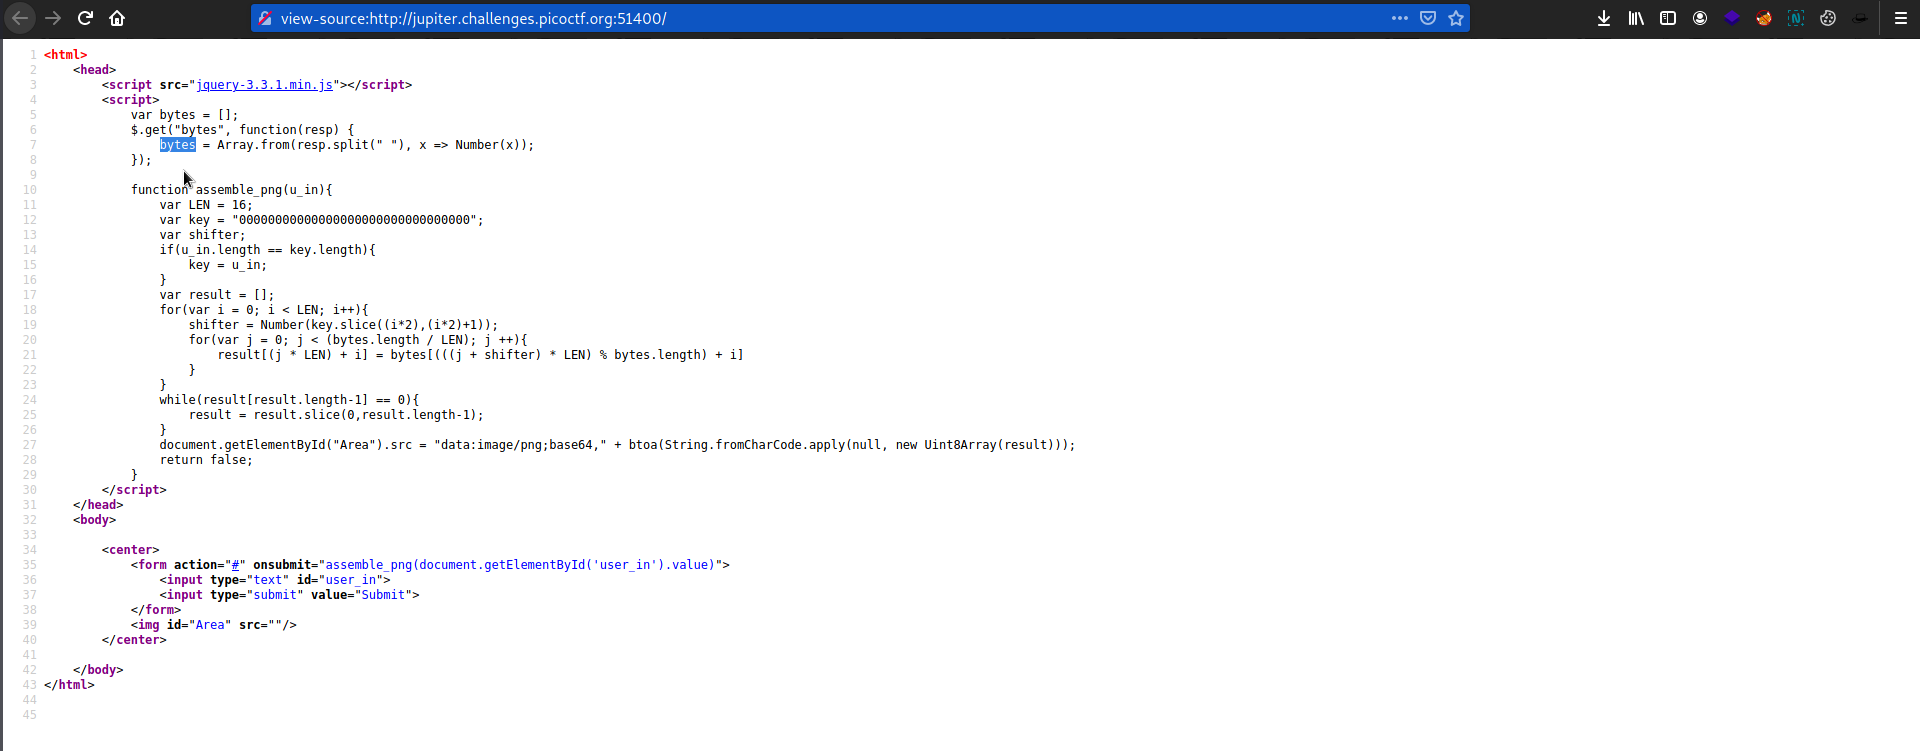 view-source:http://jupiter.challenges.picoctf.org:51400/
1 <html>
2     <head>
3         <script src="jquery-3.3.1.min.js"></script>
4         <script>
5             var bytes = [];
6             $.get("bytes", function(resp) {
7                 bytes = Array.from(resp.split(" "), x => Number(x));
8             });
9
10             function assemble_png(u_in){
11                 var LEN = 16;
12                 var key = "00000000000000000000000000000000";
13                 var shifter;
14                 if(u_in.length == key.length){
15                     key = u_in;
16                 }
17                 var result = [];
18                 for(var i = 0; i < LEN; i++){
19                     shifter = Number(key.slice((i*2),(i*2)+1));
20                     for(var j = 0; j < (bytes.length / LEN); j ++){
21                         result[(j * LEN) + i] = bytes[(((j + shifter) * LEN) % bytes.length) + i]
22                     }
23                 }
24                 while(result[result.length-1] == 0){
25                     result = result.slice(0,result.length-1);
26                 }
27                 document.getElementById("Area").src = "data:image/png;base64," + btoa(String.fromCharCode.apply(null, new Uint8Array(result)));
28                 return false;
29             }
30         </script>
31     </head>
32     <body>
33
34         <center>
35             <form action="#" onsubmit="assemble_png(document.getElementById('user_in').value)">
36                 <input type="text" id="user_in">
37                 <input type="submit" value="Submit">
38             </form>
39             <img id="Area" src=""/>
40         </center>
41
42     </body>
43 </html>
44
45